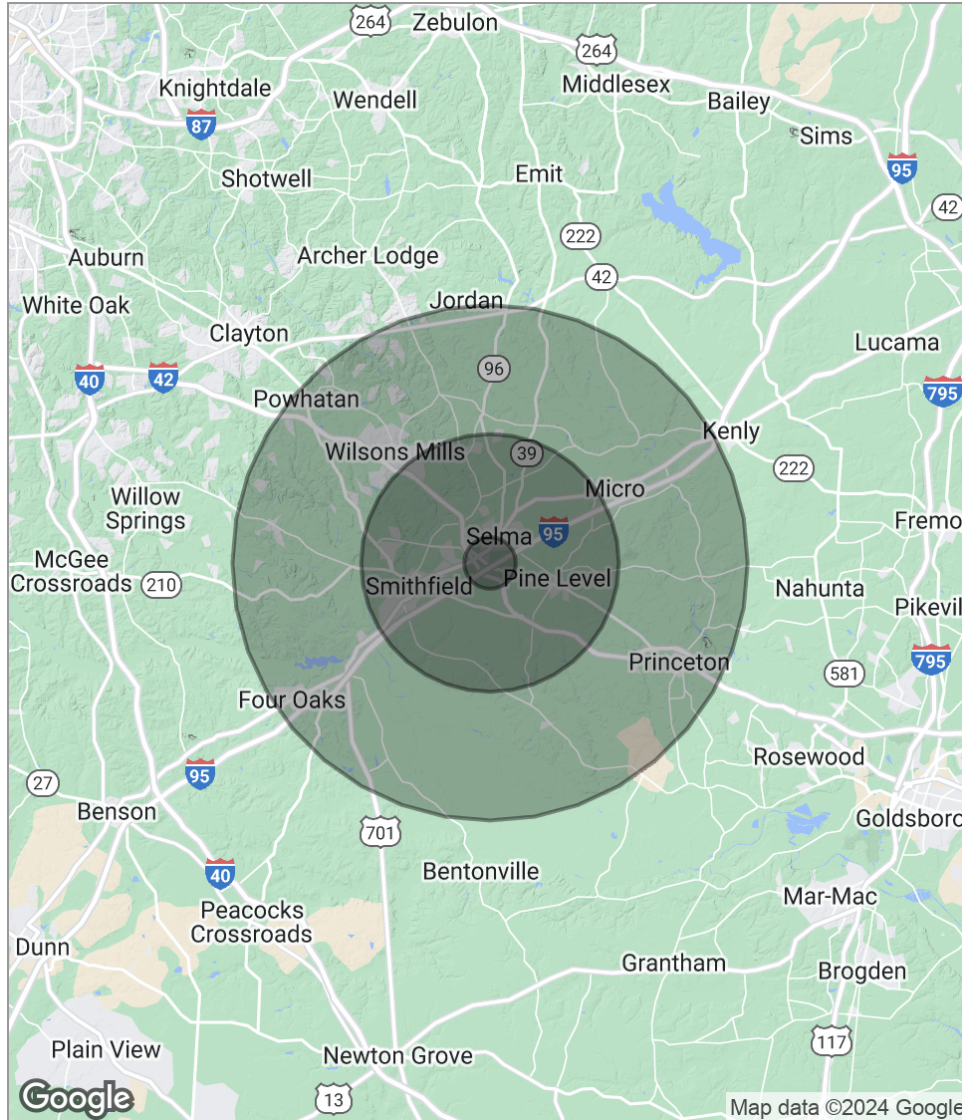 264
Zebulon
264
Knightdale
Wendell
Middlesex
Bailey
87
Sims
Shotwell
Emit
95
42
222
Auburn
Archer Lodge
42
White Oak
Jordan
Clayton
Lucama
96
40
42
795
Powhatan
Kenly
Wilsons Mills
39
222
Micro
Willow
Springs
Selma
95
Fremo
McGee
Crossroads
210
Smithfield
Pine Level
Nahunta
Pikevil
Princeton
795
581
Four Oaks
Rosewood
95
27
Benson
Goldsboro
701
40
Bentonville
Mar-Mac
Peacocks
Crossroads
Dunn
Grantham
Brogden
Plain View
Newton Grove
117
13
Google
Map data ©2024 Google